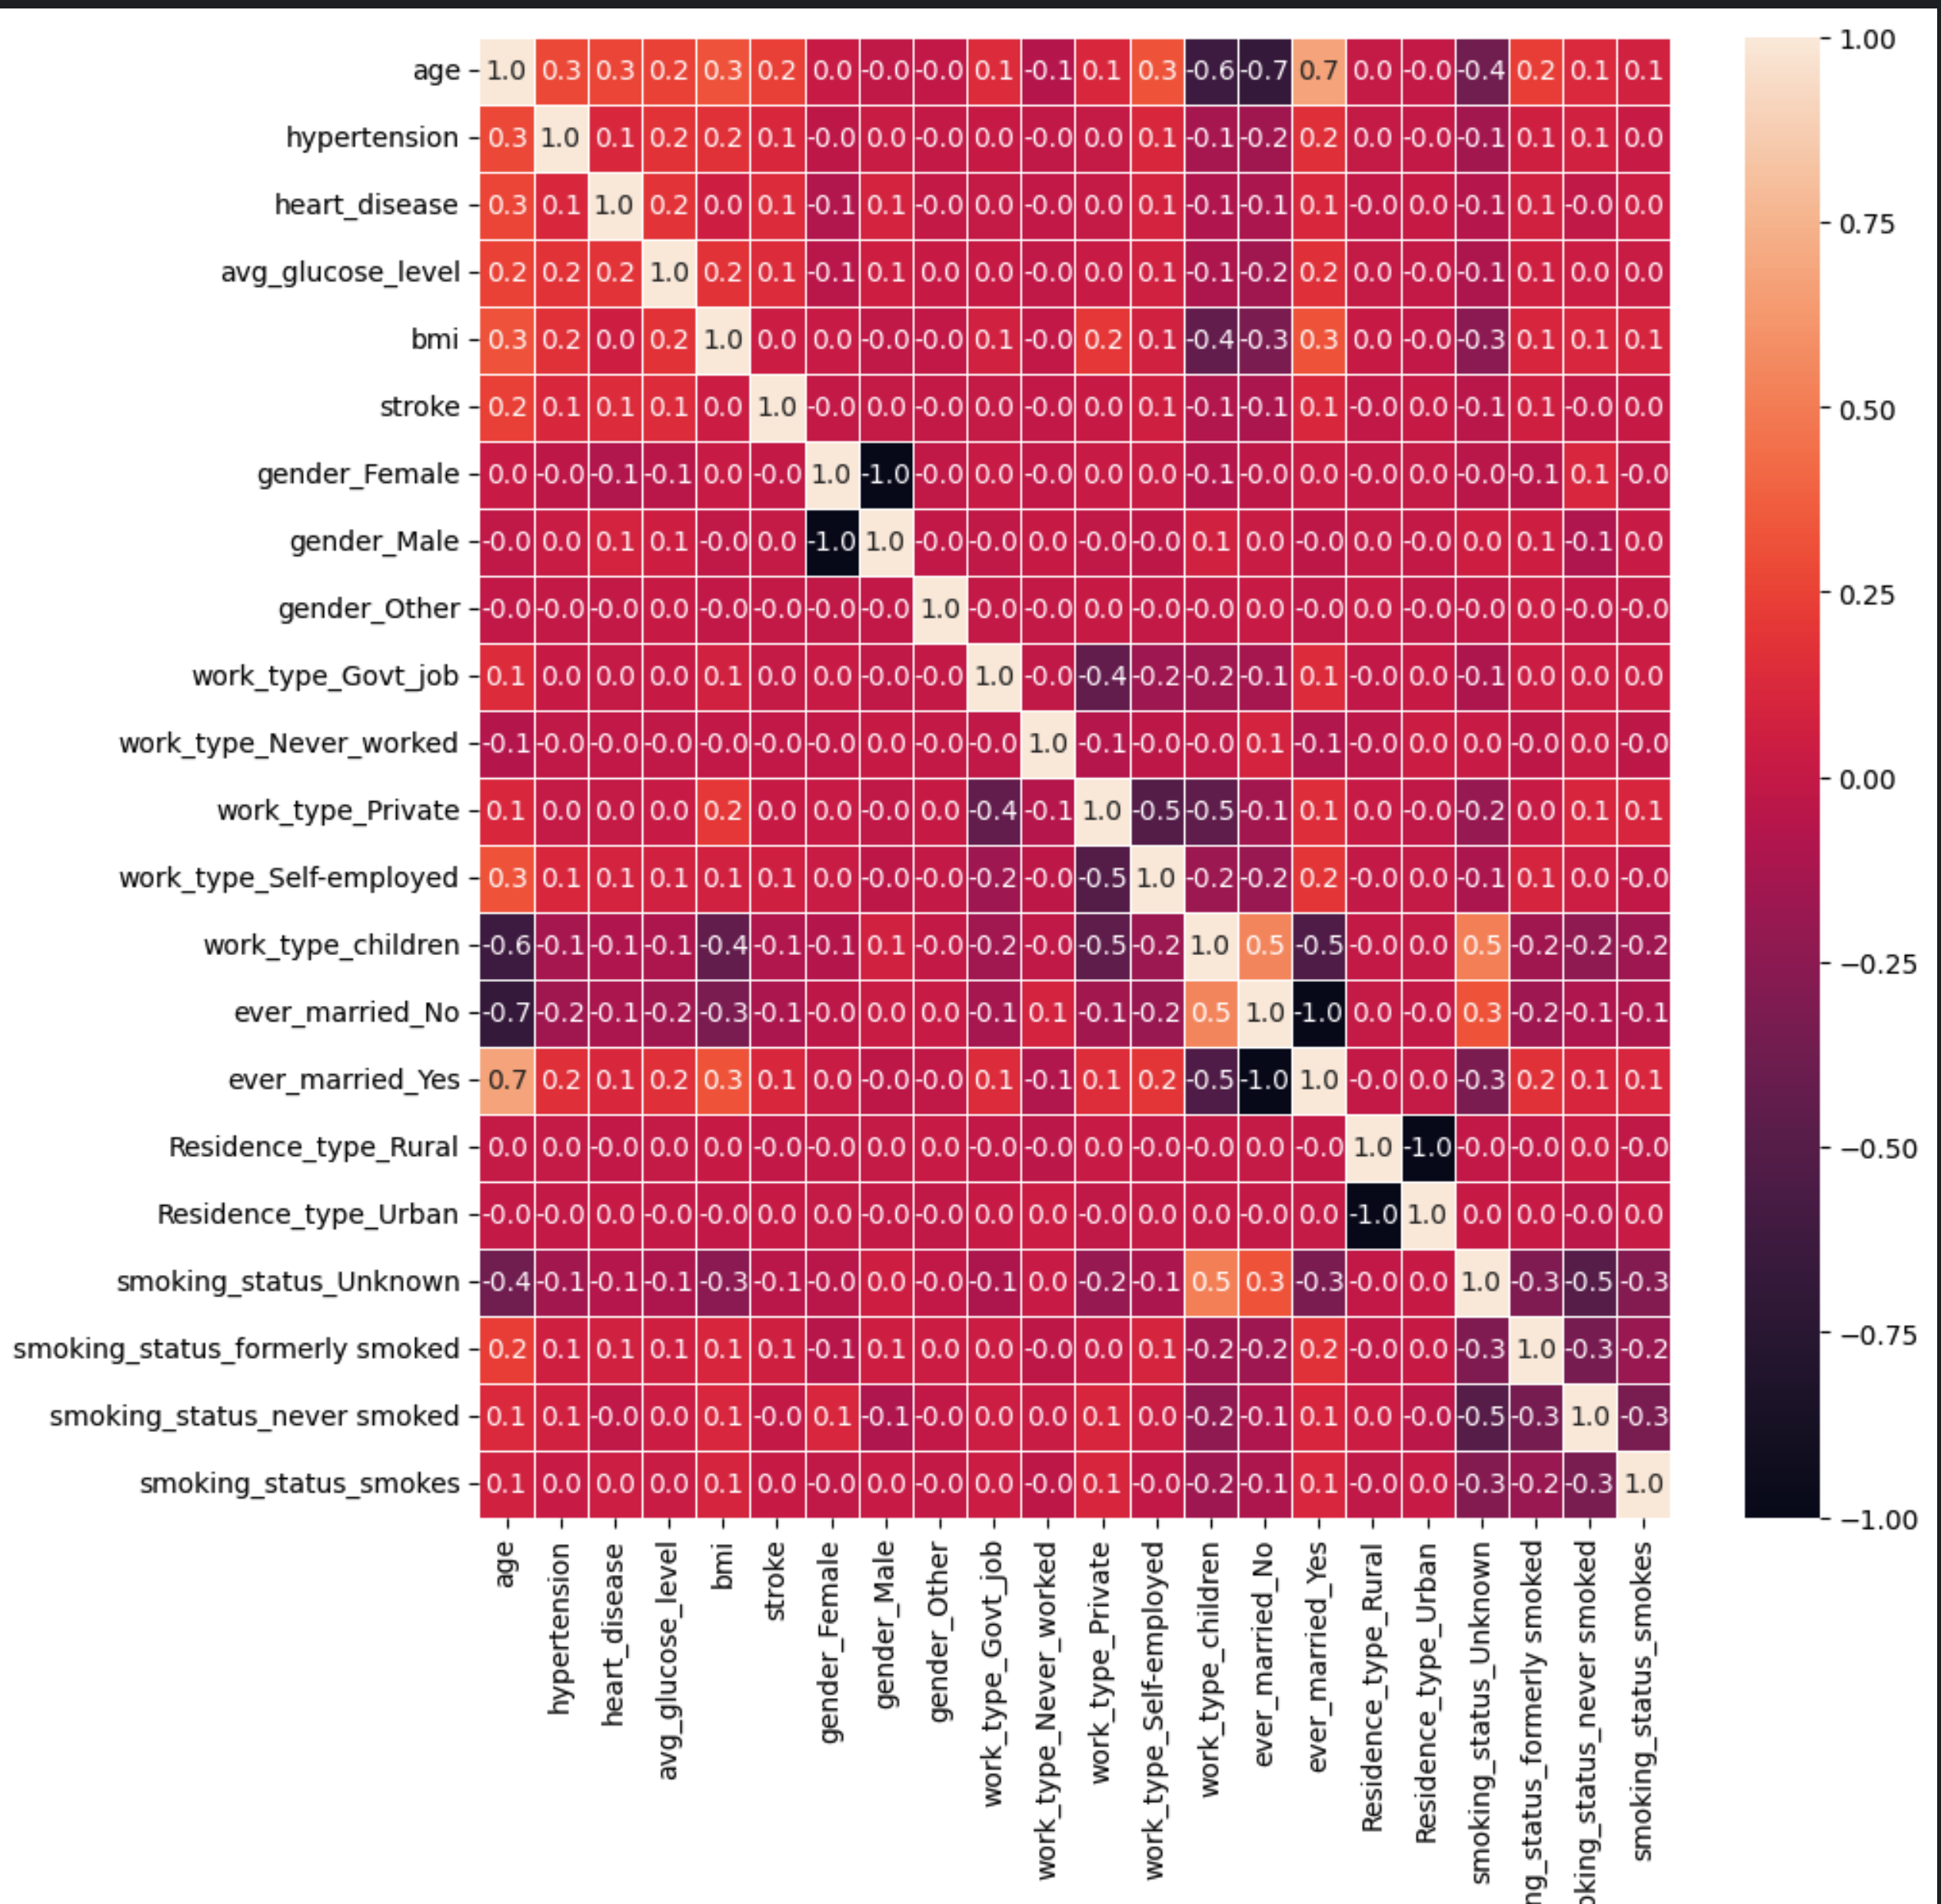 1.00
age 1.0 0.3 0.3 0.2 0.3 0.2 0.0 -0.0 -0.0 0.1 -0.1 0.1 0.3 -0.6 -0.7 0.7 0.0 -0.0 -0.4 0.2 0.1 0.1
hypertension 0.3 1.0 0.1 0.2 0.2 0.1 -0.0 0.0 -0.0 0.0 -0.0 0.0 0.1 -0.1 -0.2 0.2 0.0 -0.0 -0.1 0.1 0.1 0.0
heart_disease 0.3 0.1 1.0 0.2 0.0 0.1 -0.1 0.1 -0.0 0.0 -0.0 0.0 0.1 -0.1 -0.1 0.1 -0.0 0.0 -0.1 0.1 -0.0 0.0
0.75
avg_glucose_level 0.2 0.2 0.2 1.0 0.2 0.1 -0.1 0.1 0.0 0.0 -0.0 0.0 0.1 -0.1 -0.2 0.2 0.0 -0.0 -0.1 0.1 0.0 0.0
bmi 0.3 0.2 0.0 0.2 1.0 0.0 0.0 -0.0 -0.0 0.1 -0.0 0.2 0.1 -0.4 -0.3 0.3 0.0 -0.0 -0.3 0.1 0.1 0.1
stroke 0.2 0.1 0.1 0.1 0.0 1.0 -0.0 0.0 -0.0 0.0 -0.0 0.0 0.1 -0.1 -0.1 0.1 -0.0 0.0 -0.1 0.1 -0.0 0.0
0.50
gender_Female 0.0 -0.0 -0.1 -0.1 0.0 -0.0 1.0 -1.0 -0.0 0.0 -0.0 0.0 0.0 -0.1 -0.0 0.0 -0.0 0.0 -0.0 -0.1 0.1 -0.0
gender_Male -0.0 0.0 0.1 0.1 -0.0 0.0 -1.0 1.0 -0.0 -0.0 0.0 -0.0 -0.0 0.1 0.0 -0.0 0.0 -0.0 0.0 0.1 -0.1 0.0
0.25
gender_Other -0.0 -0.0 -0.0 0.0 -0.0 -0.0 -0.0 -0.0 1.0 -0.0 -0.0 0.0 -0.0 -0.0 0.0 -0.0 0.0 -0.0 -0.0 0.0 -0.0 -0.0
work_type_Govt_job 0.1 0.0 0.0 0.0 0.1 0.0 0.0 -0.0 -0.0 1.0 -0.0 -0.4 -0.2 -0.2 -0.1 0.1 -0.0 0.0 -0.1 0.0 0.0 0.0
work_type_Never_worked -0.1 -0.0 -0.0 -0.0 -0.0 -0.0 -0.0 0.0 -0.0 -0.0 1.0 -0.1 -0.0 -0.0 0.1 -0.1 -0.0 0.0 0.0 -0.0 0.0 -0.0
0.00
work_type_Private 0.1 0.0 0.0 0.0 0.2 0.0 0.0 -0.0 0.0 -0.4 -0.1 1.0 -0.5 -0.5 -0.1 0.1 0.0 -0.0 -0.2 0.0 0.1 0.1
work_type_Self-employed 0.3 0.1 0.1 0.1 0.1 0.1 0.0 -0.0 -0.0 -0.2 -0.0 -0.5 1.0 -0.2 -0.2 0.2 -0.0 0.0 -0.1 0.1 0.0 -0.0
work_type_children -0.6 -0.1 -0.1 -0.1 -0.4 -0.1 -0.1 0.1 -0.0 -0.2 -0.0 -0.5 -0.2 1.0 0.5 -0.5 -0.0 0.0 0.5 -0.2 -0.2 -0.2
−0.25
ever_married_No -0.7 -0.2 -0.1 -0.2 -0.3 -0.1 -0.0 0.0 0.0 -0.1 0.1 -0.1 -0.2 0.5 1.0 -1.0 0.0 -0.0 0.3 -0.2 -0.1 -0.1
ever_married_Yes 0.7 0.2 0.1 0.2 0.3 0.1 0.0 -0.0 -0.0 0.1 -0.1 0.1 0.2 -0.5 -1.0 1.0 -0.0 0.0 -0.3 0.2 0.1 0.1
Residence_type_Rural 0.0 0.0 -0.0 0.0 0.0 -0.0 -0.0 0.0 0.0 -0.0 -0.0 0.0 -0.0 -0.0 0.0 -0.0 1.0 -1.0 -0.0 -0.0 0.0 -0.0
−0.50
Residence_type_Urban -0.0 -0.0 0.0 -0.0 -0.0 0.0 0.0 -0.0 -0.0 0.0 0.0 -0.0 0.0 0.0 -0.0 0.0 -1.0 1.0 0.0 0.0 -0.0 0.0
smoking_status_Unknown -0.4 -0.1 -0.1 -0.1 -0.3 -0.1 -0.0 0.0 -0.0 -0.1 0.0 -0.2 -0.1 0.5 0.3 -0.3 -0.0 0.0 1.0 -0.3 -0.5 -0.3
−0.75
smoking_status_formerly smoked 0.2 0.1 0.1 0.1 0.1 0.1 -0.1 0.1 0.0 0.0 -0.0 0.0 0.1 -0.2 -0.2 0.2 -0.0 0.0 -0.3 1.0 -0.3 -0.2
smoking_status_never smoked 0.1 0.1 -0.0 0.0 0.1 -0.0 0.1 -0.1 -0.0 0.0 0.0 0.1 0.0 -0.2 -0.1 0.1 0.0 -0.0 -0.5 -0.3 1.0 -0.3
smoking_status_smokes 0.1 0.0 0.0 0.0 0.1 0.0 -0.0 0.0 -0.0 0.0 -0.0 0.1 -0.0 -0.2 -0.1 0.1 -0.0 0.0 -0.3 -0.2 -0.3 1.0
−1.00
age
hypertension
heart_disease
avg_glucose_level
bmi
stroke
gender_Female
gender_Male
gender_Other
work_type_Govt_job
work_type_Never_worked
work_type_Private
work_type_Self-employed
work_type_children
ever_married_No
ever_married_Yes
Residence_type_Rural
Residence_type_Urban
smoking_status_Unknown
ng_status_formerly smoked
oking_status_never smoked
smoking_status_smokes